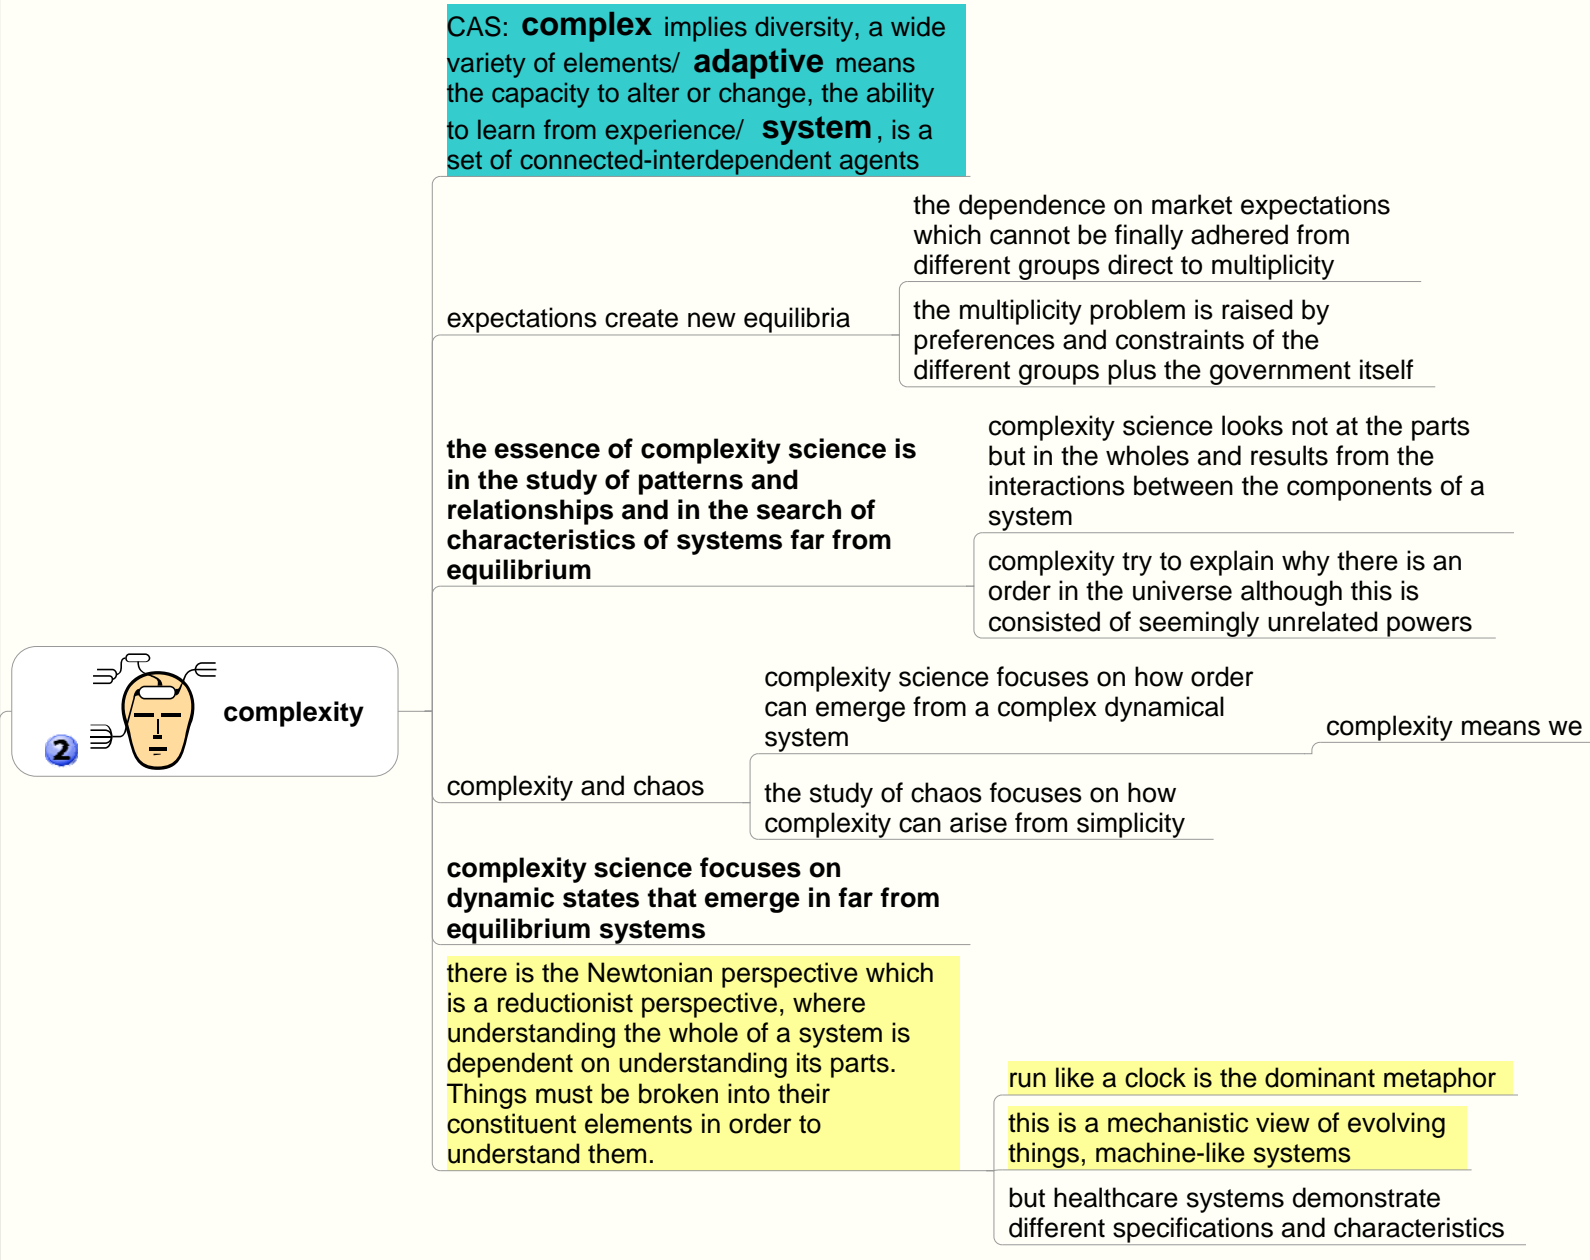 CAS: complex implies diversity, a wide
variety of elements/ adaptive means
the capacity to alter or change, the ability
to learn from experience/ system, is a
set of connected-interdependent agents
expectations create new equilibria
the dependence on market expectations
which cannot be finally adhered from
different groups direct to multiplicity
the multiplicity problem is raised by
preferences and constraints of the
different groups plus the government itself
the essence of complexity science is
in the study of patterns and
relationships and in the search of
characteristics of systems far from
equilibrium
complexity science looks not at the parts
but in the wholes and results from the
interactions between the components of a
system
complexity try to explain why there is an
order in the universe although this is
consisted of seemingly unrelated powers
2
complexity
complexity and chaos
complexity science focuses on how order
can emerge from a complex dynamical
system
complexity means we
the study of chaos focuses on how
complexity can arise from simplicity
complexity science focuses on
dynamic states that emerge in far from
equilibrium systems
there is the Newtonian perspective which
is a reductionist perspective, where
understanding the whole of a system is
dependent on understanding its parts.
Things must be broken into their
constituent elements in order to
understand them.
run like a clock is the dominant metaphor
this is a mechanistic view of evolving
things, machine-like systems
but healthcare systems demonstrate
different specifications and characteristics